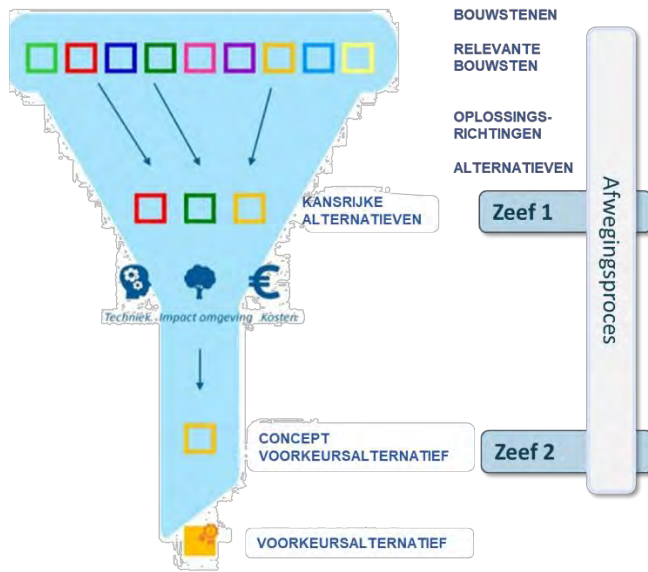 BOUWSTENEN
RELEVANTE
BOUWSTEN
OPLOSSINGS-
RICHTINGEN
ALTERNATIEVEN
KANSRIJKE
ALTERNATIEVEN
Zeef 1
Afwegingsproces
Techniek Impact omgeving Kosten
CONCEPT
VOORKEURSALTERNATIEF
Zeef 2
VOORKEURSALTERNATIEF